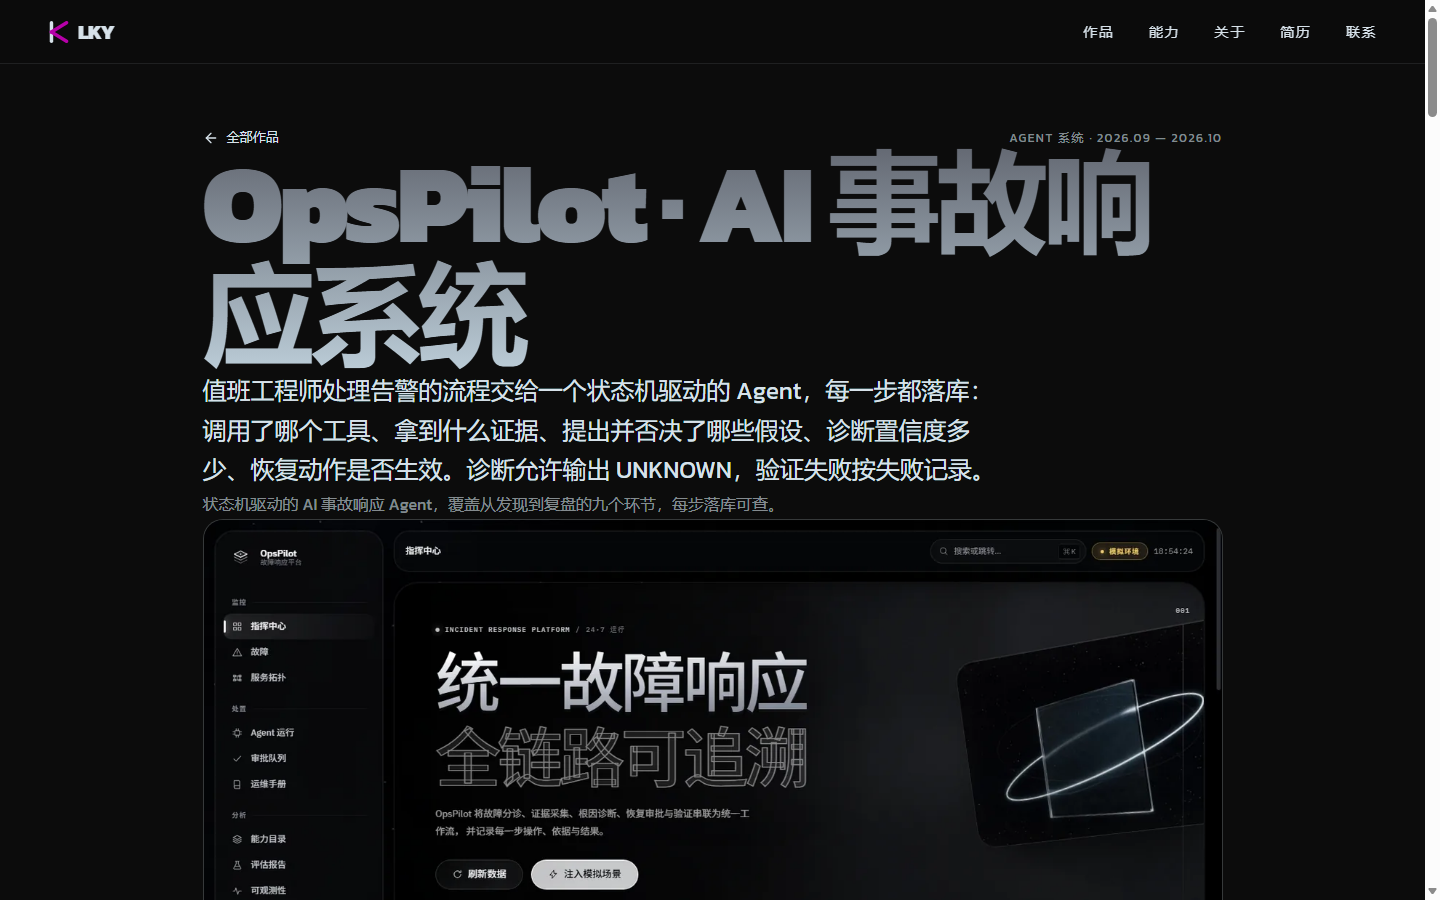 LKY
作品 能力 关于 简历 联系
全部作品
AGENT 系统 · 2026.09 — 2026.10
OpsPilot · AI 事故响
应系统
值班工程师处理告警的流程交给一个状态机驱动的 Agent，每一步都落库：
调用了哪个工具、拿到什么证据、提出并否决了哪些假设、诊断置信度多
少、恢复动作是否生效。诊断允许输出 UNKNOWN，验证失败按失败记录。
状态机驱动的 AI 事故响应 Agent，覆盖从发现到复盘的九个环节，每步落库可查。
OpsPilot
故障响应平台
指挥中心
搜索或跳转... ⌘K
模拟环境
18:54:24
监控
指挥中心
故障
服务拓扑
处置
Agent 运行
审批队列
运维手册
分析
能力目录
评估报告
可观测性
001
INCIDENT RESPONSE PLATFORM / 24·7 运行
统一故障响应
全链路可追溯
OpsPilot 将故障分诊、证据采集、根因诊断、恢复审批与验证串联为统一工
作流，并记录每一步操作、依据与结果。
刷新数据
注入模拟场景